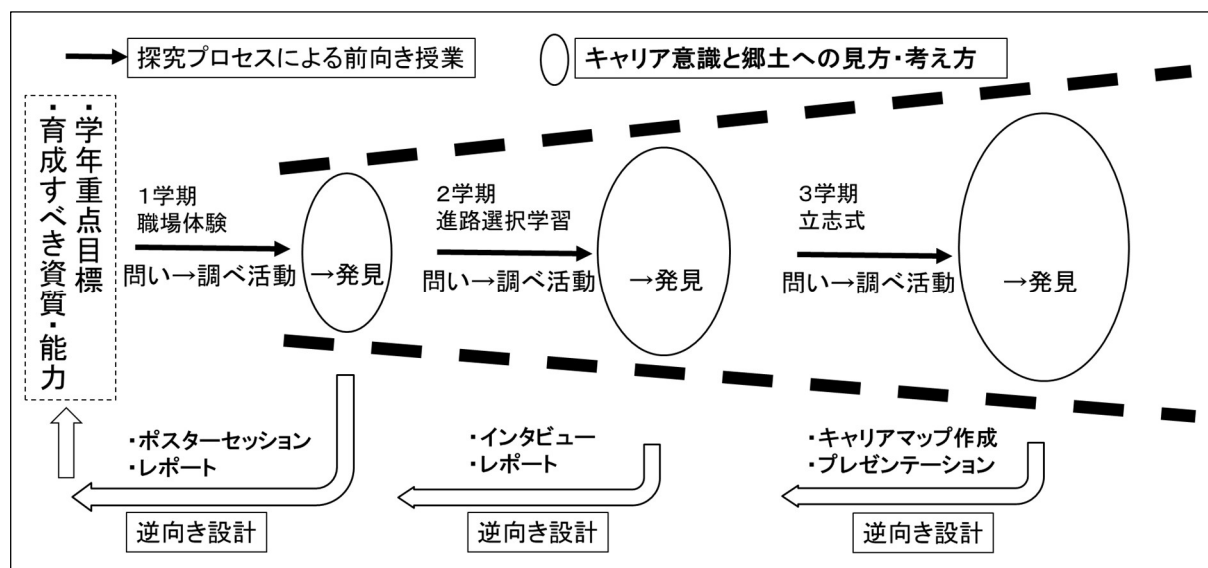 探究プロセスによる前向き授業
キャリア意識と郷土への見方・考え方
・学年重点目標
・育成すべき資質・能力
1学期
職場体験
問い→調べ活動
→発見
2学期
進路選択学習
問い→調べ活動
→発見
3学期
立志式
問い→調べ活動
→発見
・ポスターセッション
・レポート
逆向き設計
・インタビュー
・レポート
逆向き設計
・キャリアマップ作成
・プレゼンテーション
逆向き設計